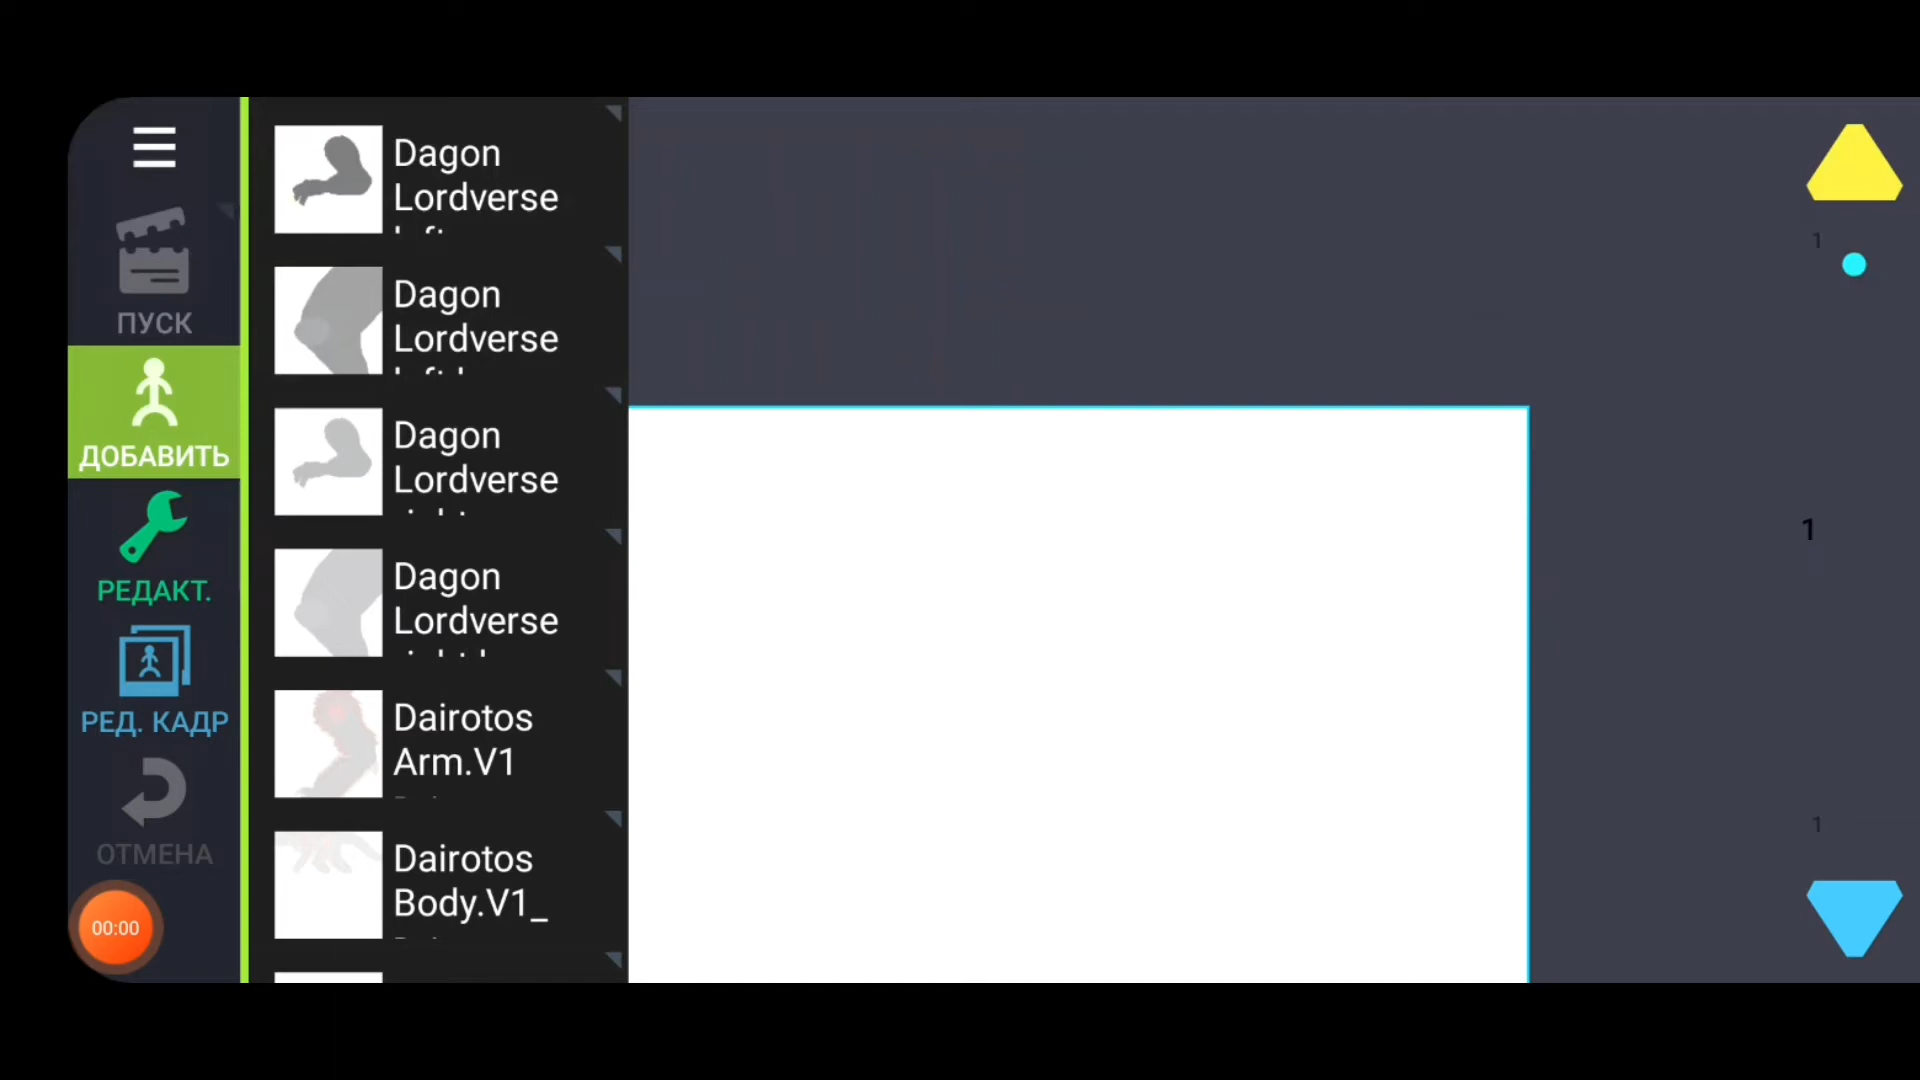 ПУСК
ДОБАВИТЬ
РЕДАКТ.
РЕД. КАДР
ОТМЕНА
00:00
Dagon
Lordverse
Dagon
Lordverse
Dagon
Lordverse
Dagon
Lordverse
Dairotos
Arm.V1
Dairotos
Body.V1_
1
1
1